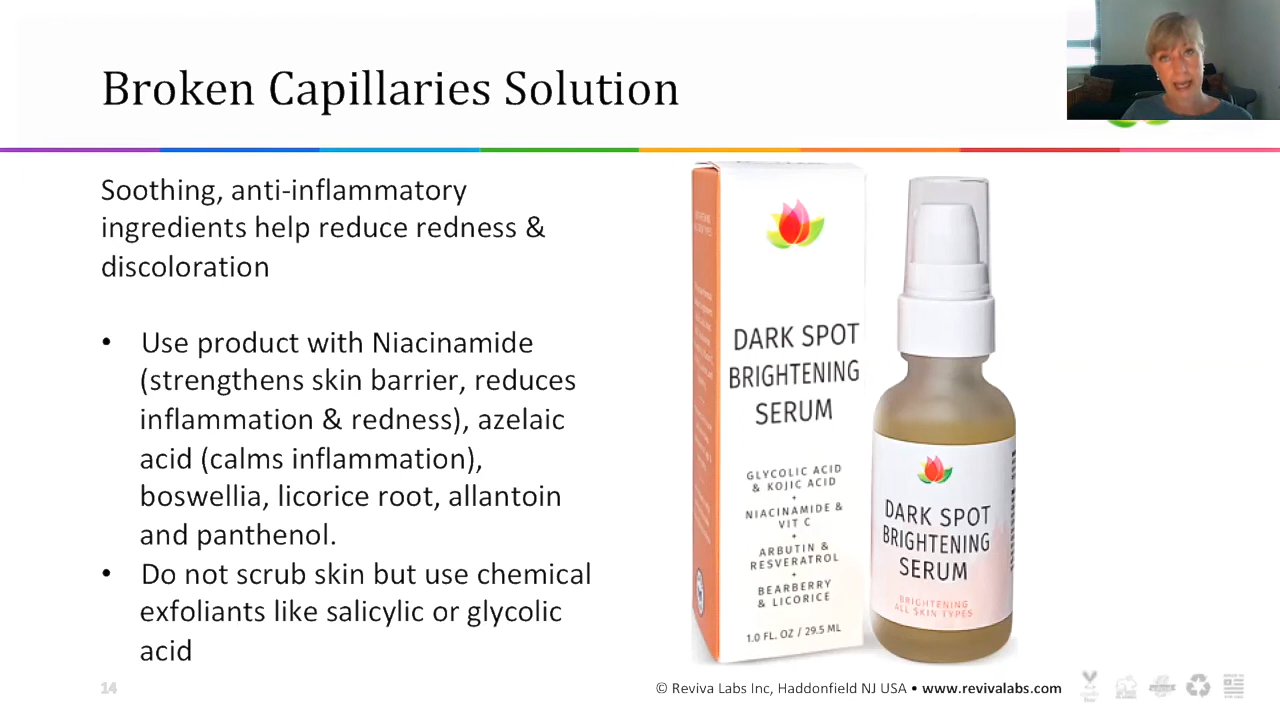 Broken Capillaries Solution
Soothing, anti-inflammatory
ingredients help reduce redness &
discoloration
• Use product with Niacinamide
(strengthens skin barrier, reduces
inflammation & redness), azelaic
acid (calms inflammation),
boswellia, licorice root, allantoin
and panthenol.
• Do not scrub skin but use chemical
exfoliants like salicylic or glycolic
acid
DARK SPOT
BRIGHTENING
SERUM
GLYCOLIC ACID
& KOJIC ACID
+
NIACINAMIDE &
VIT C
+
ARBUTIN &
RESVERATROL
+
BEARBERRY
& LICORICE
1.0 FL. OZ / 29.5 ML
DARK SPOT
BRIGHTENING
SERUM
BRIGHTENING
ALL SKIN TYPES
14
© Reviva Labs Inc, Haddonfield NJ USA • www.revivalabs.com